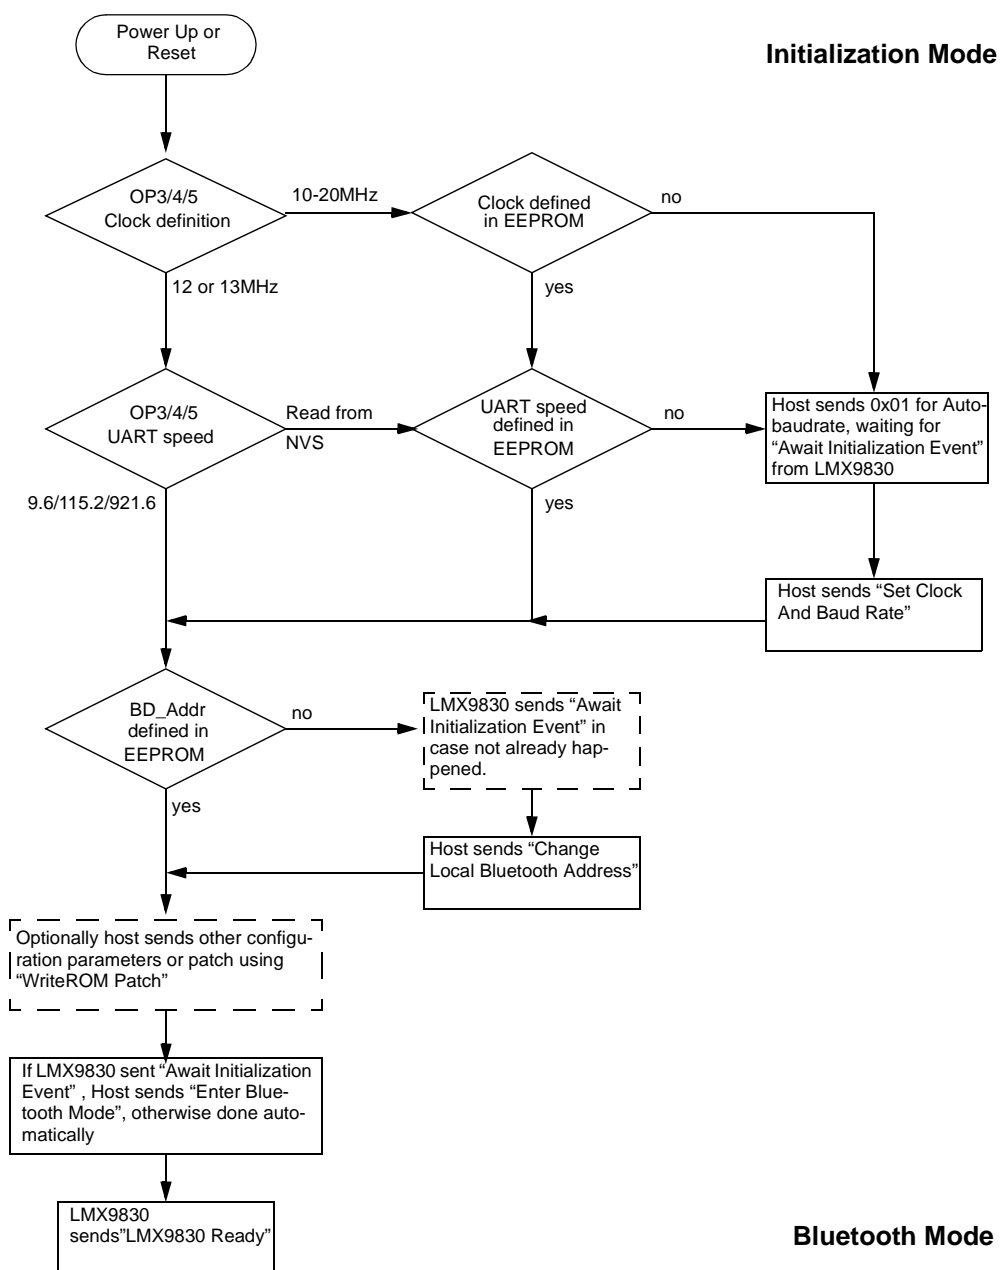 Power Up or
Reset
Initialization Mode
OP3/4/5
Clock definition
10-20MHz
Clock defined
in EEPROM
no
12 or 13MHz
yes
OP3/4/5
UART speed
Read from
NVS
UART speed
defined in
EEPROM
no
Host sends 0x01 for Auto-
baudrate, waiting for
“Await Initialization Event”
from LMX9830
9.6/115.2/921.6
yes
Host sends “Set Clock
And Baud Rate”
BD_Addr
defined in
EEPROM
no
LMX9830 sends “Await
Initialization Event” in
case not already hap-
pened.
yes
Host sends “Change
Local Bluetooth Address”
Optionally host sends other configu-
ration parameters or patch using
“WriteROM Patch”
If LMX9830 sent “Await Initialization
Event” , Host sends “Enter Blue-
tooth Mode”, otherwise done auto-
matically
LMX9830
sends”LMX9830 Ready”
Bluetooth Mode